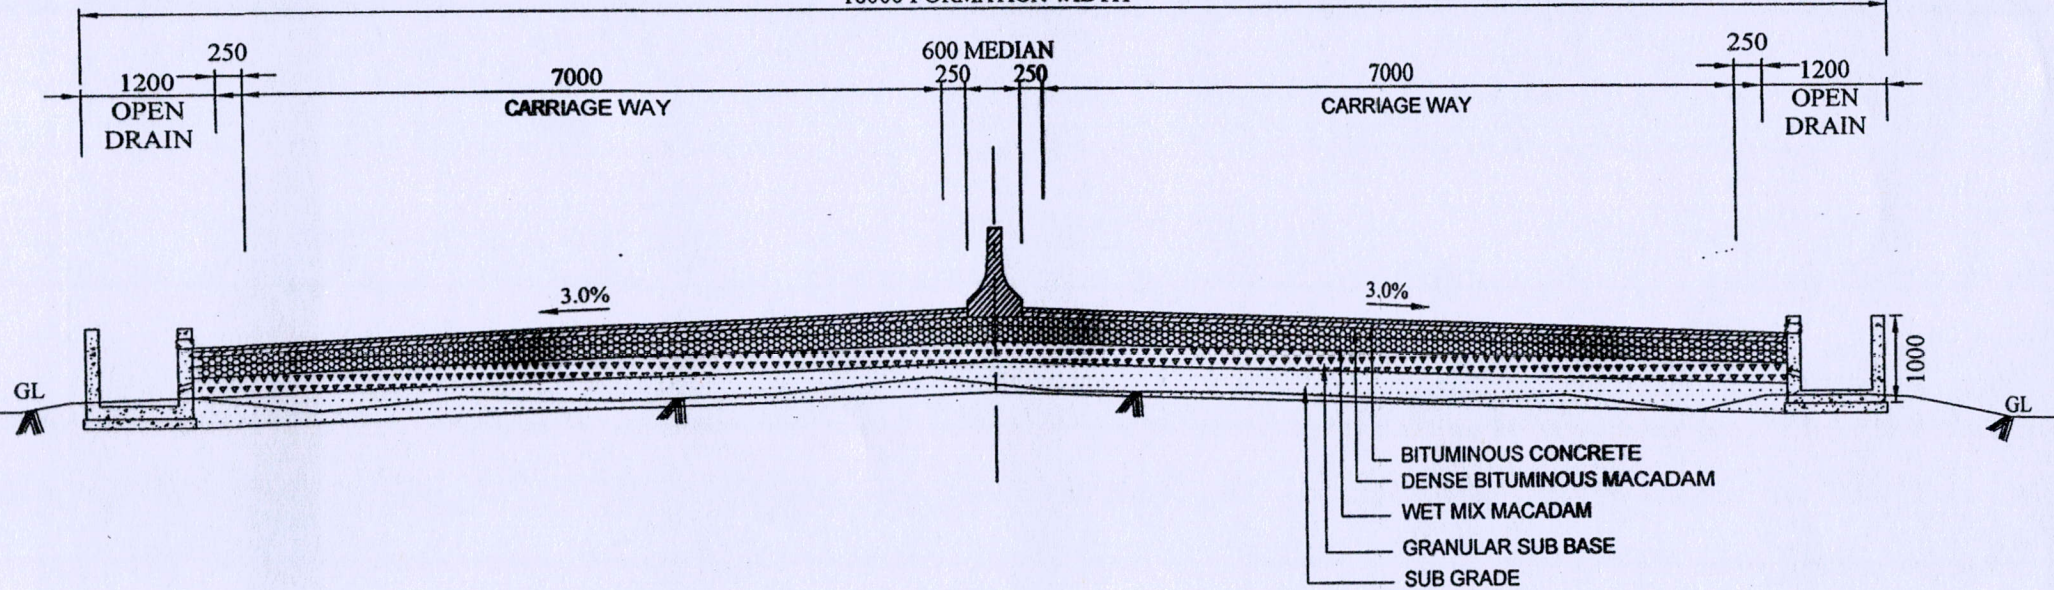 FORMATION WIDTH
250
600 MEDIAN
250
1200
7000
250
250
7000
1200
OPEN
DRAIN
CARRIAGE WAY
CARRIAGE WAY
OPEN
DRAIN
3.0%
3.0%
1000
GL
GL
BITUMINOUS CONCRETE
DENSE BITUMINOUS MACADAM
WET MIX MACADAM
GRANULAR SUB BASE
SUB GRADE